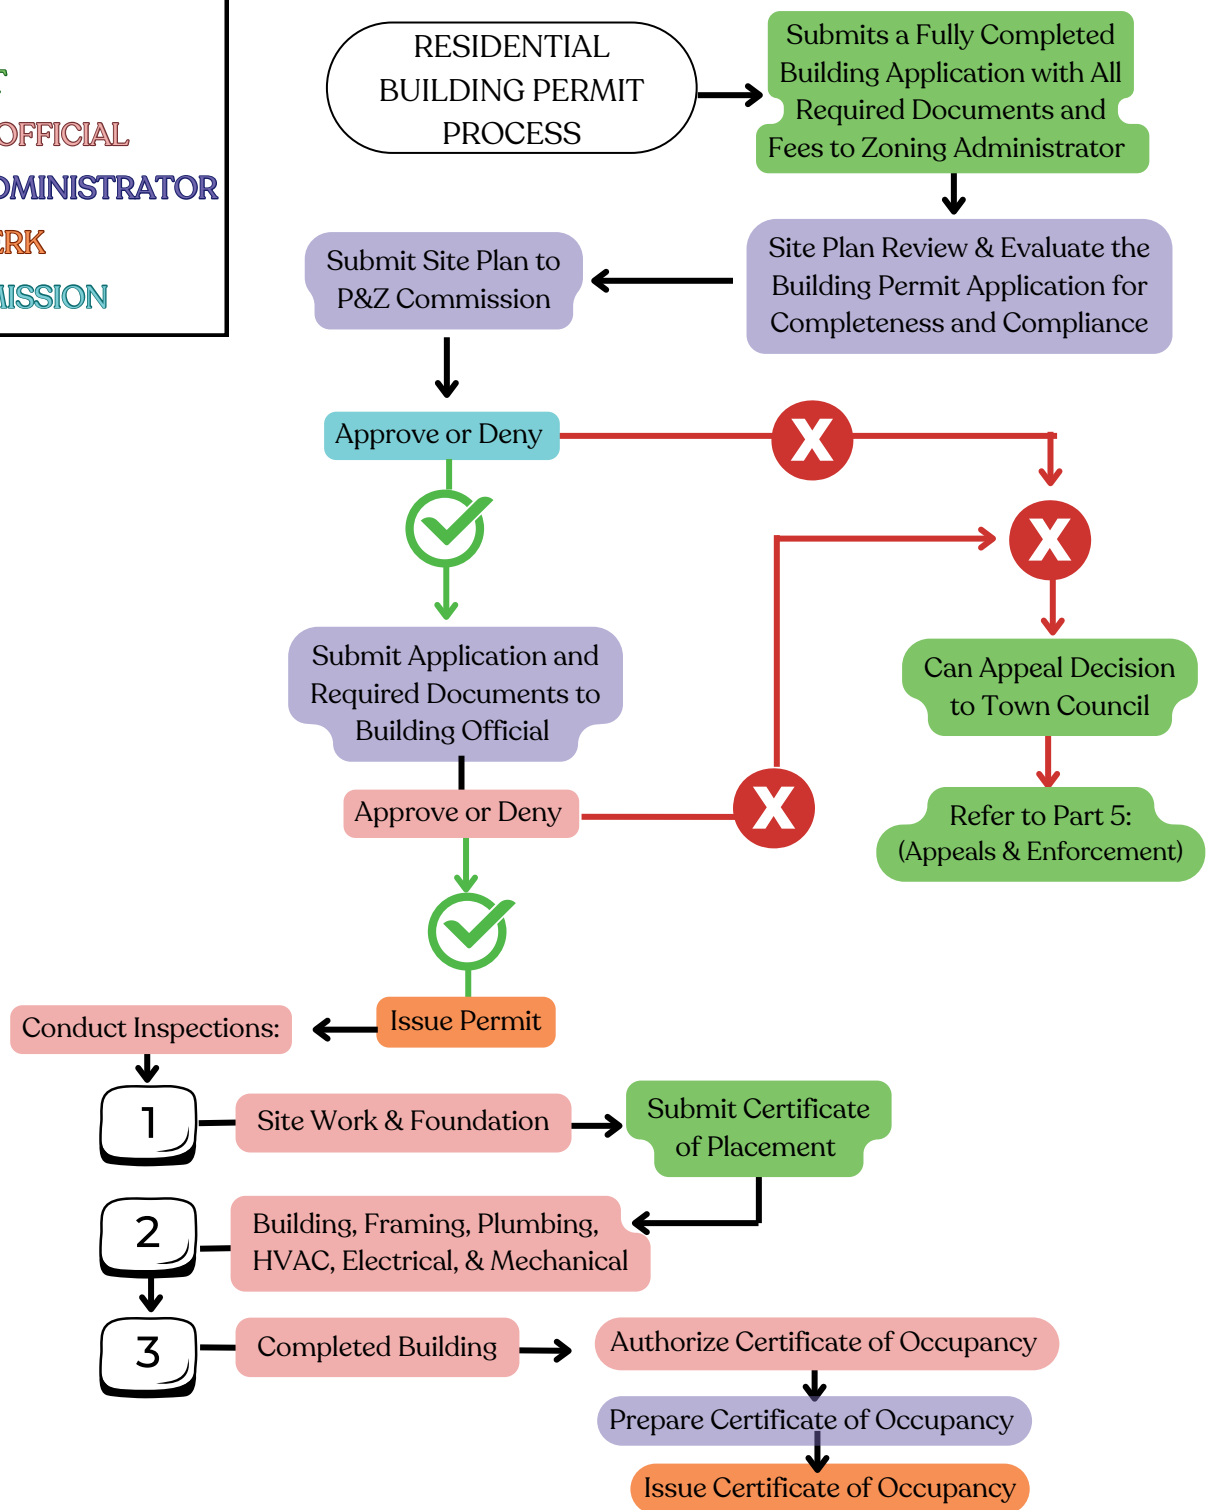 OFFICIAL
DMINISTRATOR
ERK
MISSION
RESIDENTIAL
BUILDING PERMIT
PROCESS
Submits a Fully Completed
Building Application with All
Required Documents and
Fees to Zoning Administrator
Site Plan Review & Evaluate the
Building Permit Application for
Completeness and Compliance
Submit Site Plan to
P&Z Commission
Approve or Deny
X
X
Submit Application and
Required Documents to
Building Official
Can Appeal Decision
to Town Council
Approve or Deny
X
Refer to Part 5:
(Appeals & Enforcement)
Issue Permit
Conduct Inspections:
1
Site Work & Foundation
Submit Certificate
of Placement
2
Building, Framing, Plumbing,
HVAC, Electrical, & Mechanical
3
Completed Building
Authorize Certificate of Occupancy
Prepare Certificate of Occupancy
Issue Certificate of Occupancy